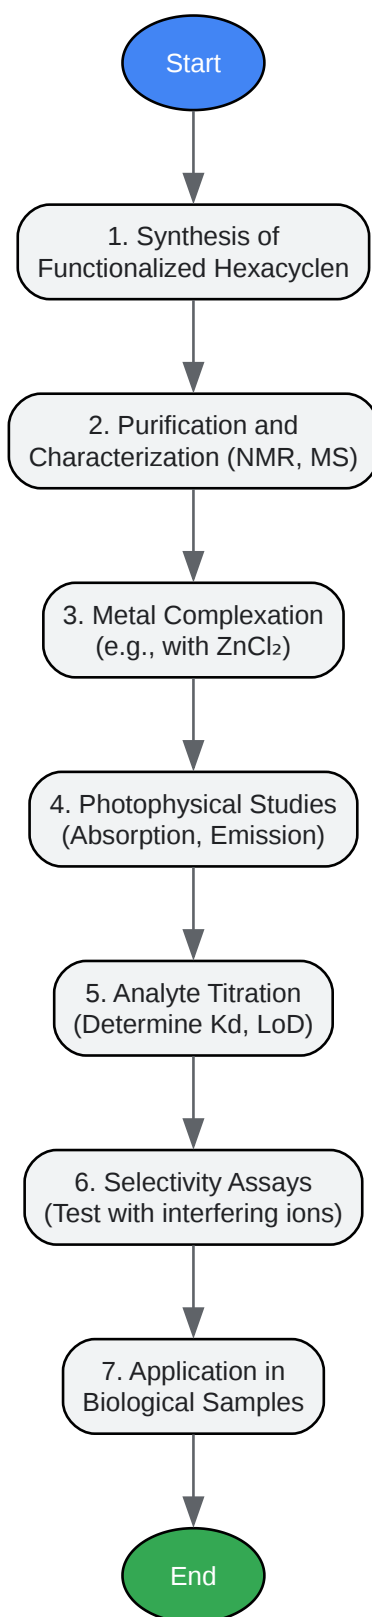 Start
1. Synthesis of
Functionalized Hexacyclen
2. Purification and
Characterization (NMR, MS)
3. Metal Complexation
(e.g., with ZnCl₂)
4. Photophysical Studies
(Absorption, Emission)
5. Analyte Titration
(Determine Kd, LoD)
6. Selectivity Assays
(Test with interfering ions)
7. Application in
Biological Samples
End